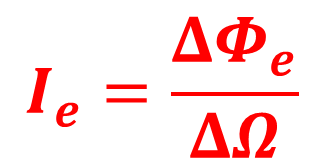 I_e = ΔΦ_e / ΔΩ